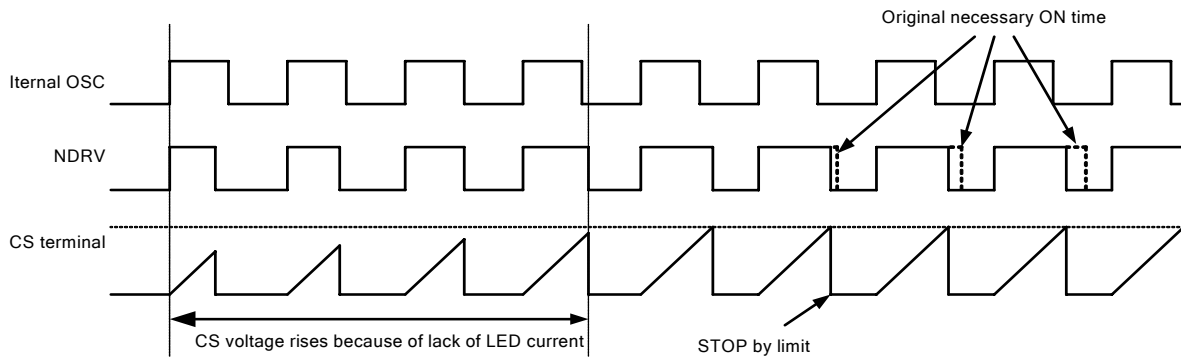 Original necessary ON time
Iternal OSC
NDRV
CS terminal
CS voltage rises because of lack of LED current
STOP by limit